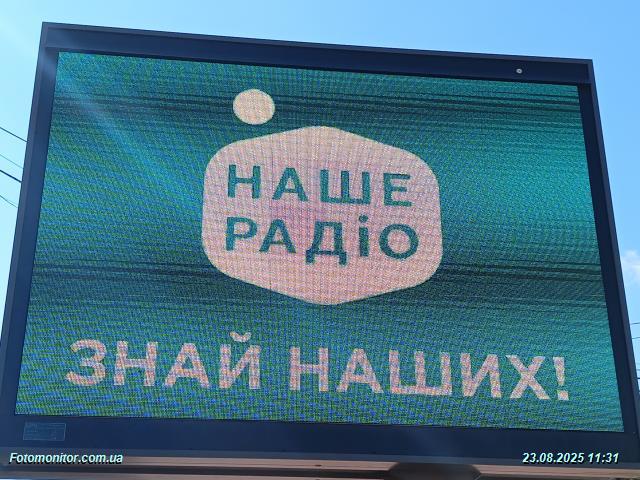 НАШЕ
РАДІО
ЗНАЙ НАШИХ!
Fotomonitor.com.ua
23.08.2025 11:31